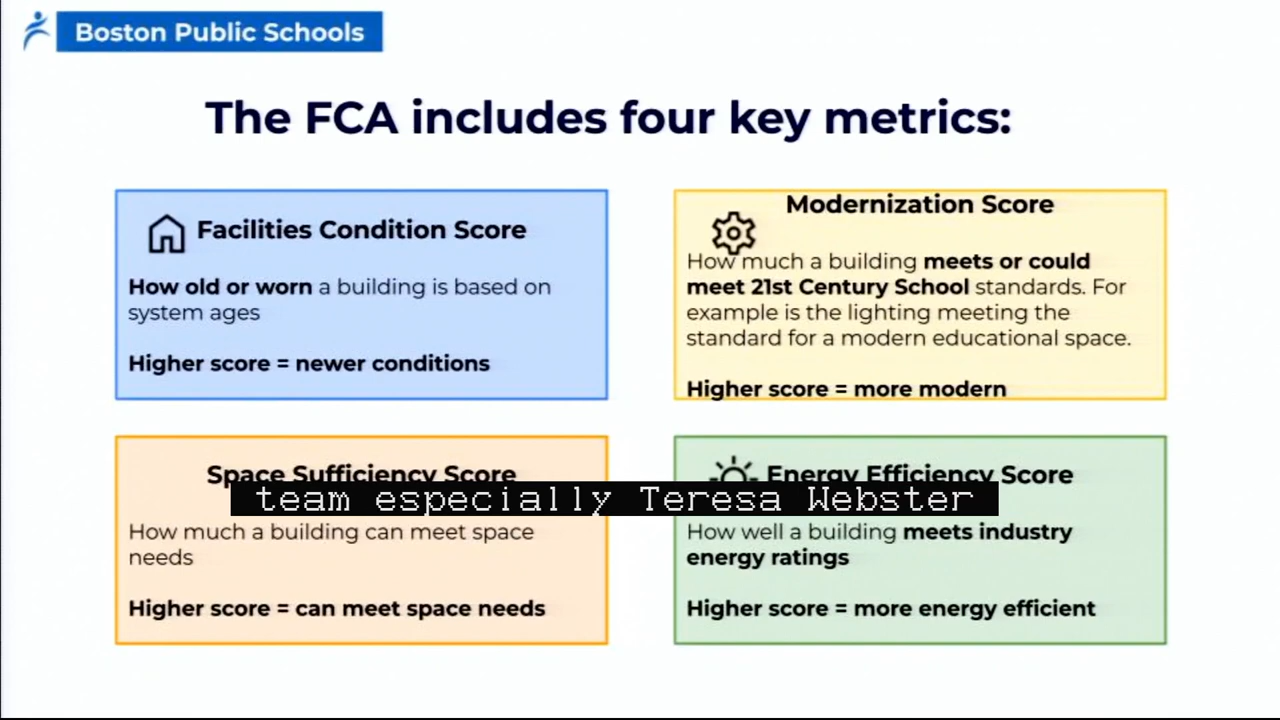 Boston Public Schools
The FCA includes four key metrics:
Facilities Condition Score
How old or worn a building is based on
system ages
Higher score = newer conditions
Modernization Score
How much a building meets or could
meet 21st Century School standards. For
example is the lighting meeting the
standard for a modern educational space.
Higher score = more modern
Space Sufficiency Score
How much a building can meet space
needs
Higher score = can meet space needs
Energy Efficiency Score
How well a building meets industry
energy ratings
Higher score = more energy efficient
team especially Teresa Webster